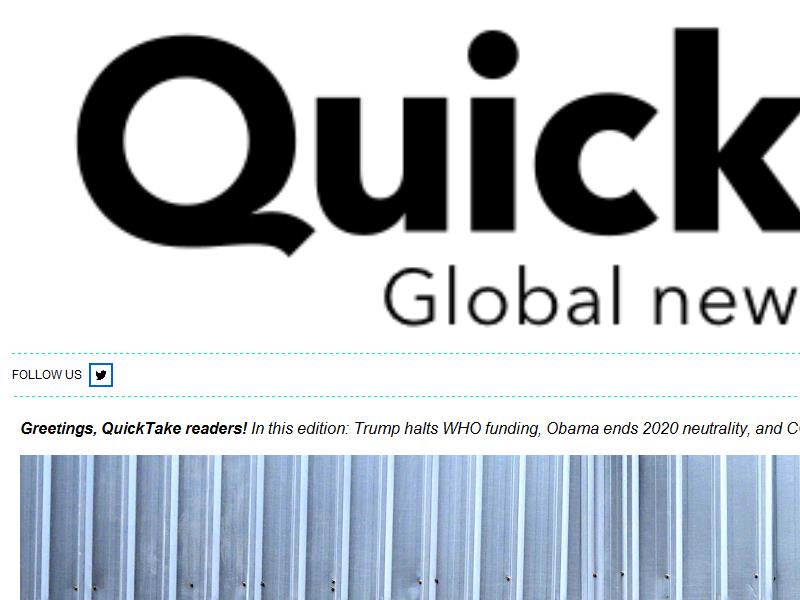 Quick
Global new
FOLLOW US
Greetings, QuickTake readers! In this edition: Trump halts WHO funding, Obama ends 2020 neutrality, and C